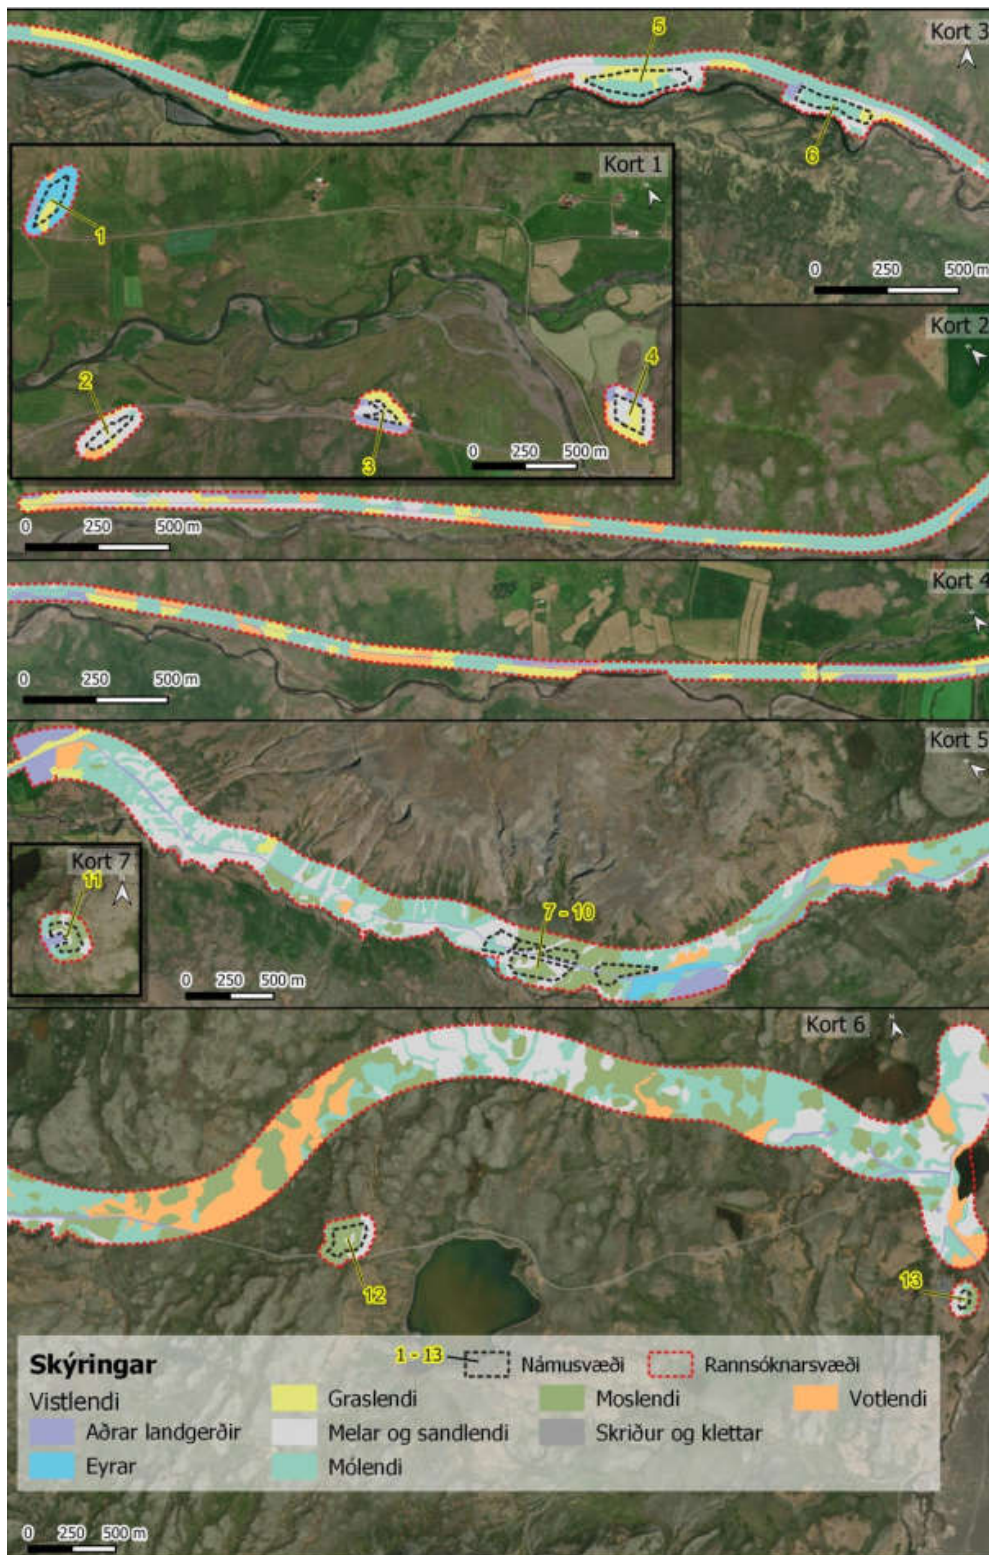 5
Kort 3
6
0 250 500 m
Kort 1
1
2
3
4
0 250 500 m
Kort 2
0 250 500 m
Kort 4
0 250 500 m
Kort 5
Kort 7
11
7 - 10
0 250 500 m
Kort 6
12
13
Skýringar
1 - 13 Námusvæði Rannsóknarsvæði
Vistlendi
Graslendi Moslendi Votlendi
Aðrar landgerðir Melar og sandlendi Skriður og klettar
Eyrar Mólendi
0 250 500 m